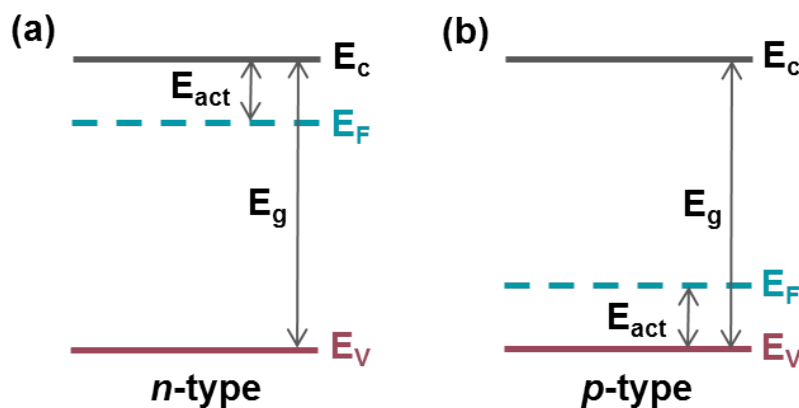 (a)
E_c
E_act
E_F
E_g
E_V
n-type
(b)
E_c
E_g
E_F
E_act
E_V
p-type